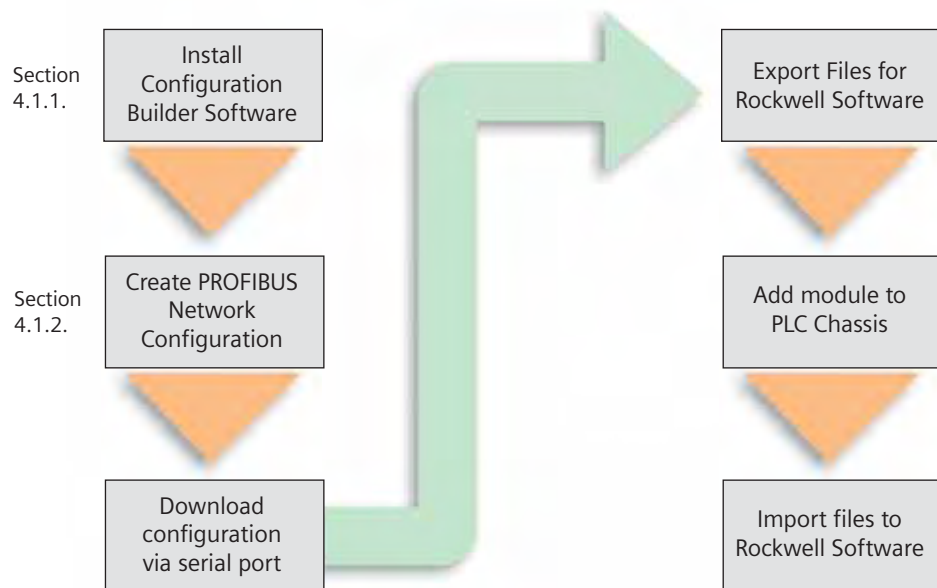 Section
4.1.1.
Install
Configuration
Builder Software
Section
4.1.2.
Create PROFIBUS
Network
Configuration
Download
configuration
via serial port
Export Files for
Rockwell Software
Add module to
PLC Chassis
Import files to
Rockwell Software